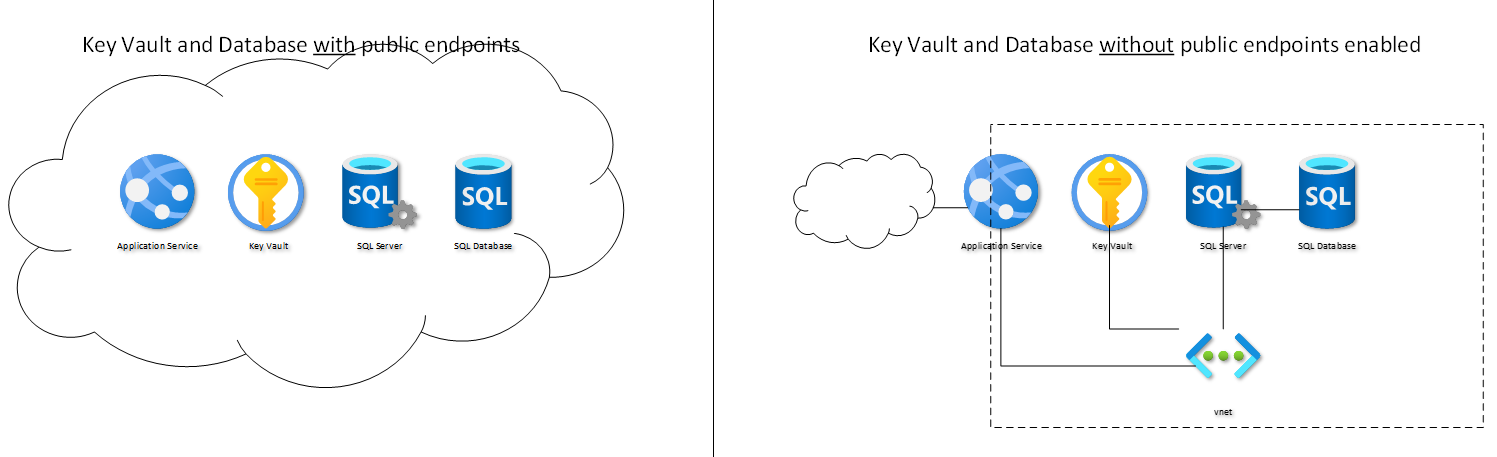 Key Vault and Database with public endpoints
SQL
SQL
Application Service
Key Vault
SQL Server
SQL Database
Key Vault and Database without public endpoints enabled
SQL
SQL
Application Service
Key Vault
SQL Server
SQL Database
vnet